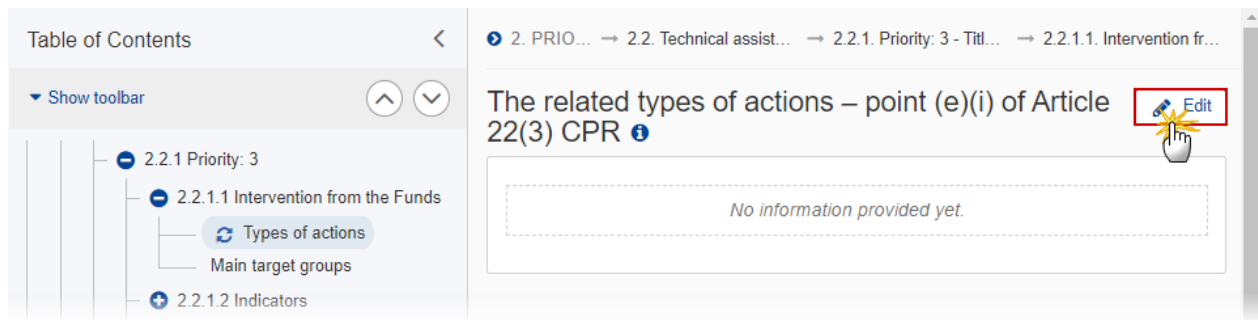 Table of Contents
Show toolbar
2.2.1 Priority: 3
2.2.1.1 Intervention from the Funds
Types of actions
Main target groups
2.2.1.2 Indicators
2. PRIO... → 2.2. Technical assist... → 2.2.1. Priority: 3 - Titl... → 2.2.1.1. Intervention fr...
The related types of actions – point (e)(i) of Article
22(3) CPR
Edit
No information provided yet.